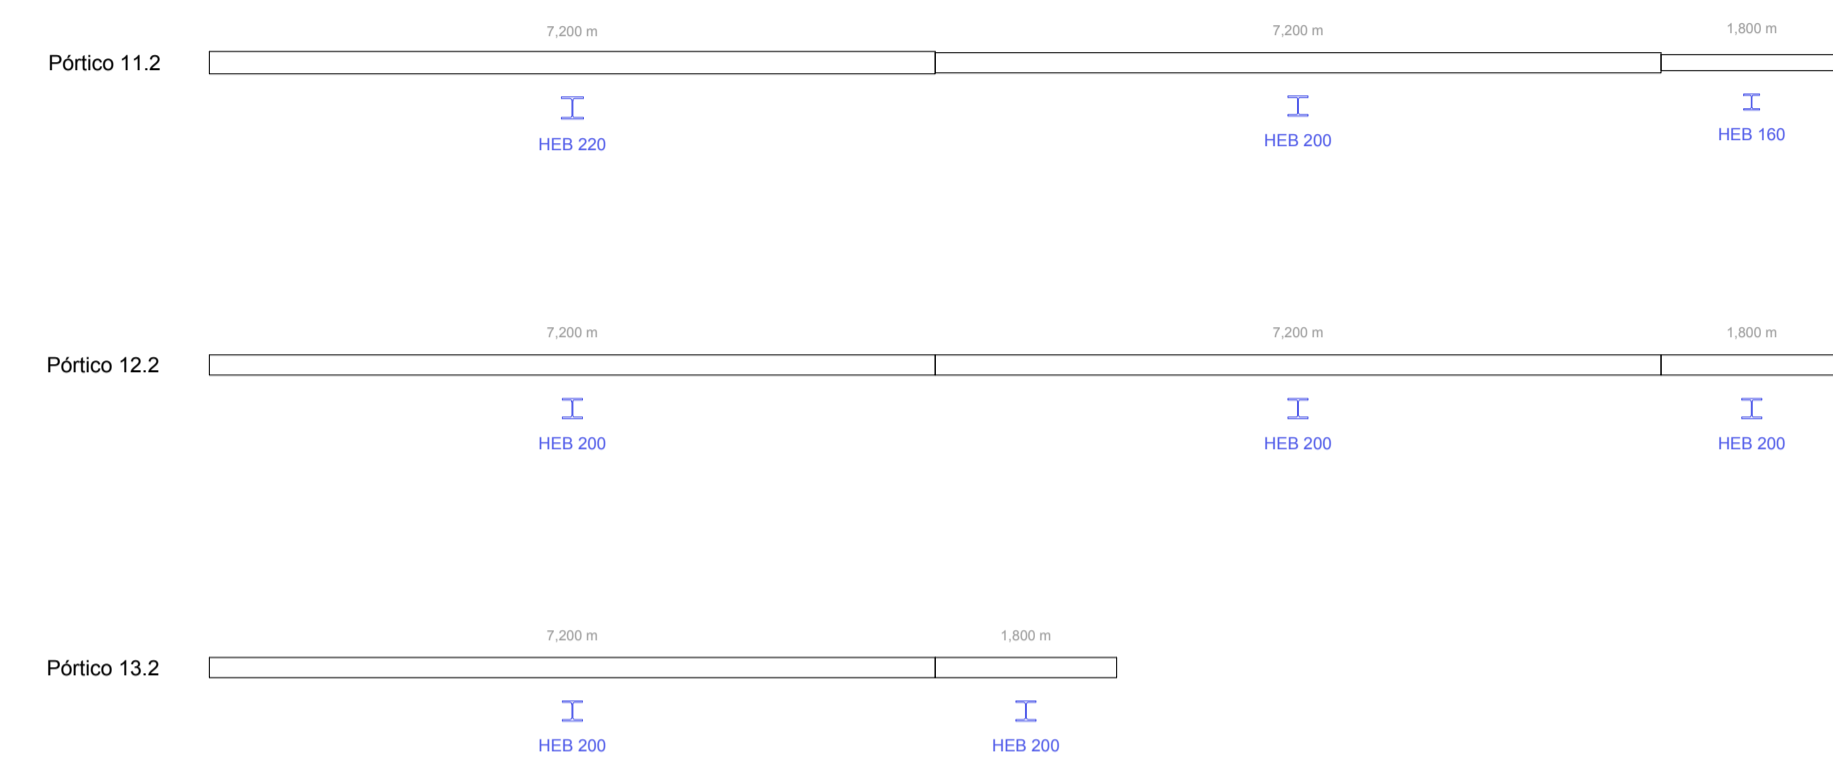 7,200 m 7,200 m 1,800 m
Pórtico 11.2
HEB 220 HEB 200 HEB 160
7,200 m 7,200 m 1,800 m
Pórtico 12.2
HEB 200 HEB 200 HEB 200
7,200 m 1,800 m
Pórtico 13.2
HEB 200 HEB 200